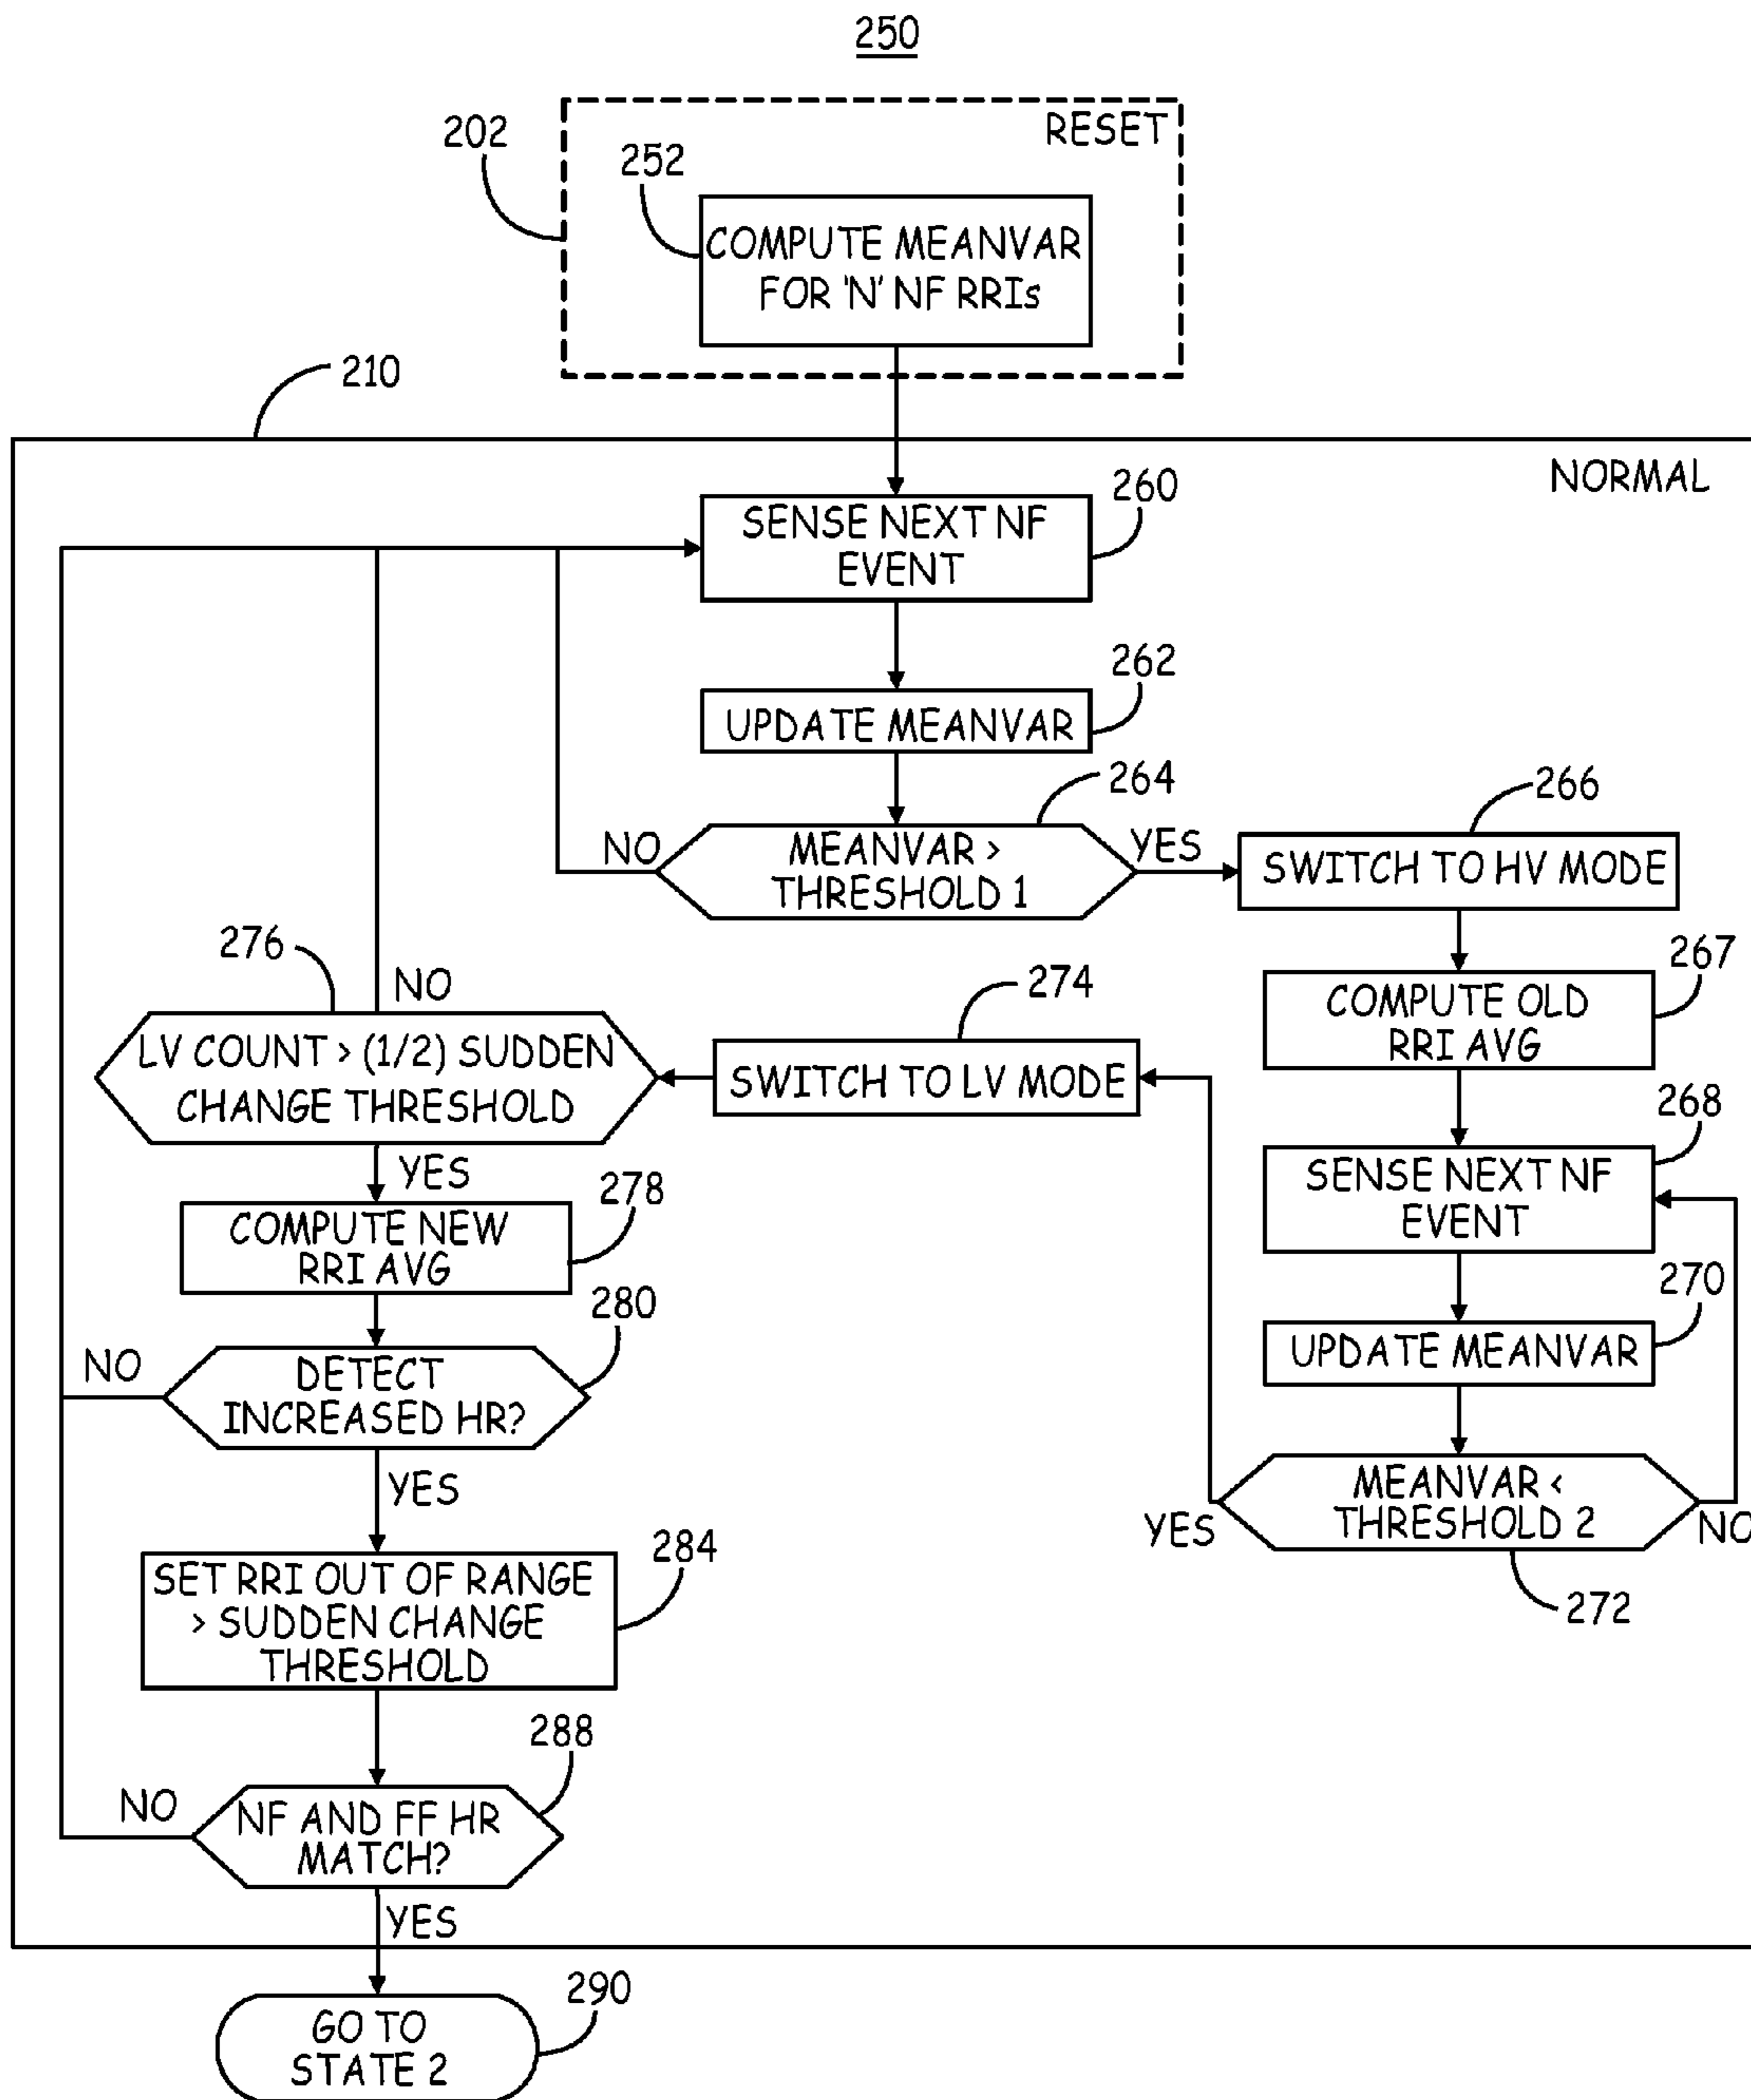 250
202
252
RESET
COMPUTE MEANVAR
FOR 'N' NF RRIs
210
NORMAL
260
SENSE NEXT NF
EVENT
262
UPDATE MEANVAR
264
NO
MEANVAR >
THRESHOLD 1
YES
266
SWITCH TO HV MODE
267
COMPUTE OLD
RRI AVG
268
SENSE NEXT NF
EVENT
270
UPDATE MEANVAR
MEANVAR <
THRESHOLD 2
YES
NO
272
274
SWITCH TO LV MODE
276
NO
LV COUNT > (1/2) SUDDEN
CHANGE THRESHOLD
YES
278
COMPUTE NEW
RRI AVG
280
NO
DETECT
INCREASED HR?
YES
284
SET RRI OUT OF RANGE
> SUDDEN CHANGE
THRESHOLD
288
NO
NF AND FF HR
MATCH?
YES
290
GO TO
STATE 2